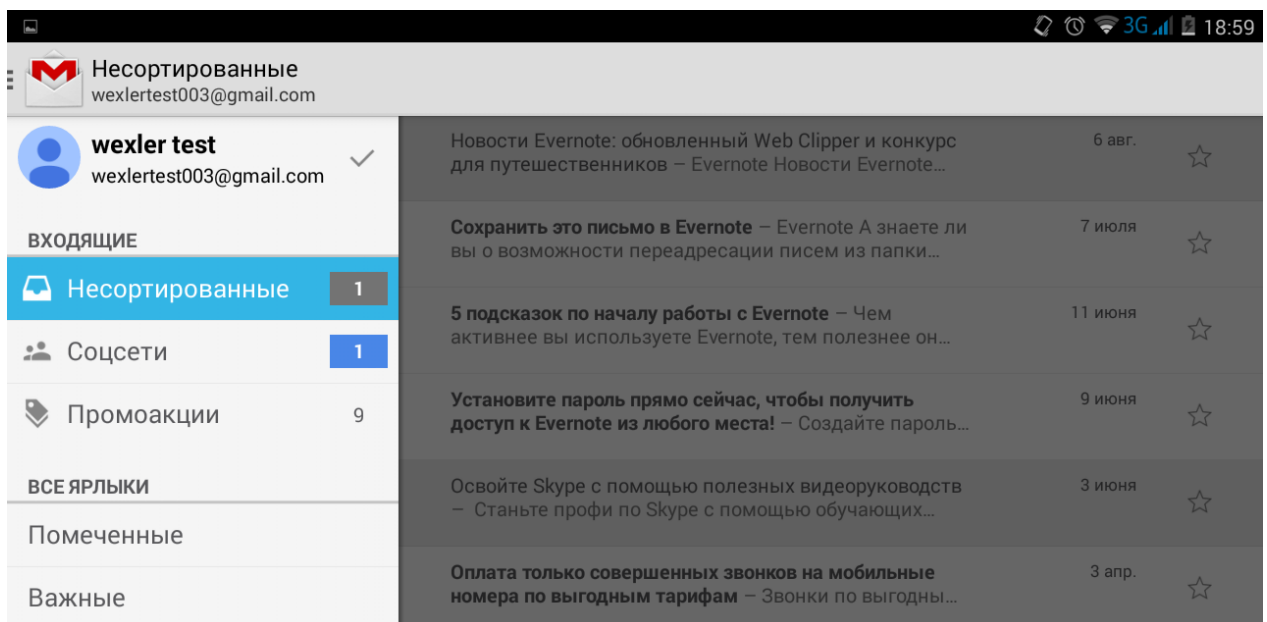 3G 18:59
Несортированные
wexlertest003@gmail.com
wexler test
wexlertest003@gmail.com
ВХОДЯЩИЕ
Несортированные 1
Соцсети 1
Промоакции 9
ВСЕ ЯРЛЫКИ
Помеченные
Важные
Новости Evernote: обновленный Web Clipper и конкурс 6 авг.
для путешественников – Evernote Новости Evernote...
Сохранить это письмо в Evernote – Evernote А знаете ли 7 июля
вы о возможности переадресации писем из папки...
5 подсказок по началу работы с Evernote – Чем 11 июня
активнее вы используете Evernote, тем полезнее он...
Установите пароль прямо сейчас, чтобы получить 9 июня
доступ к Evernote из любого места! – Создайте пароль...
Освойте Skype с помощью полезных видеоруководств 3 июня
– Станьте профи по Skype с помощью обучающих...
Оплата только совершенных звонков на мобильные 3 апр.
номера по выгодным тарифам – Звонки по выгодны...